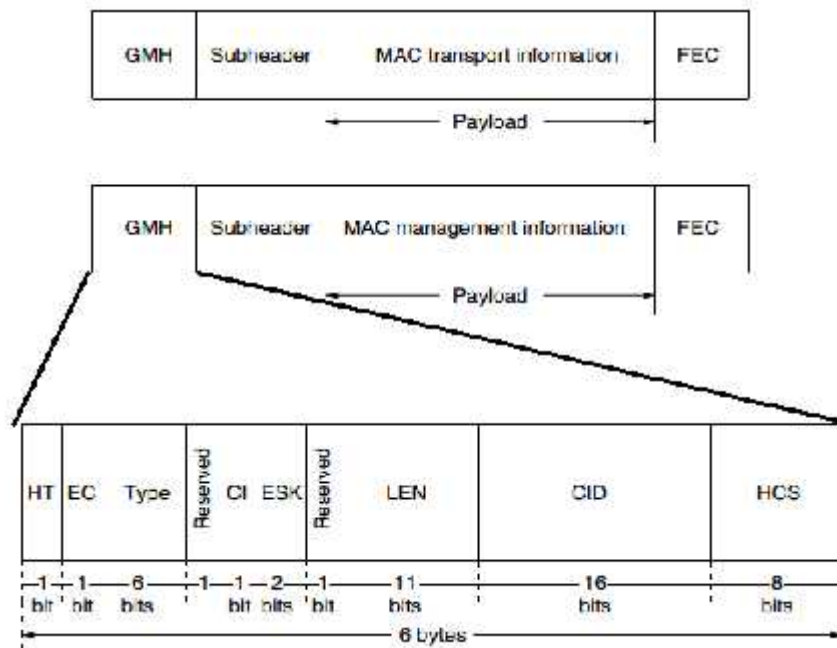 GMH Subheader MAC transport information FEC
Payload
GMH Subheader MAC management information FEC
Payload
HT EC Type Reserved CI ESK Reserved LEN CID HCS
1 1 6 1 1 2 1 11 16 8
bit bit bits bit bits bit bits bits bits
6 bytes